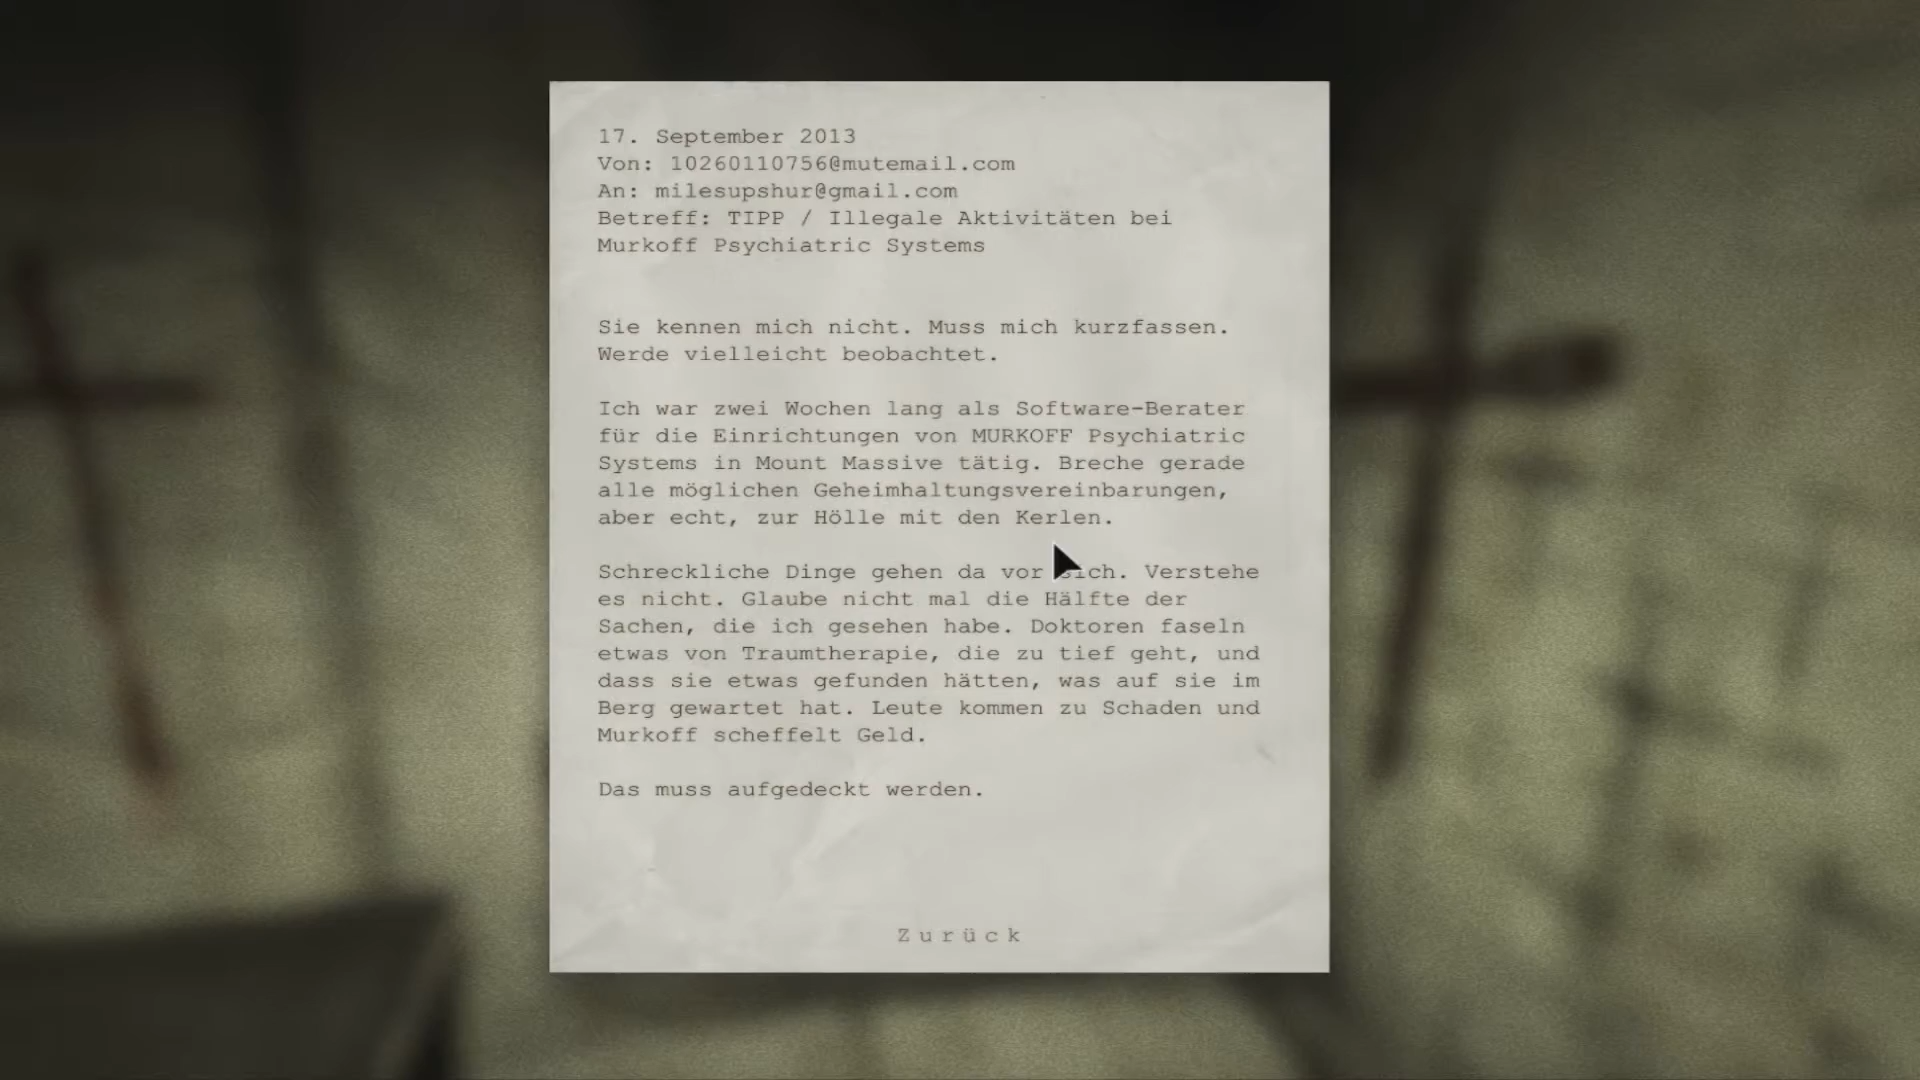 17. September 2013
Von: 10260110756@mutemail.com
An: milesupshur@gmail.com
Betreff: TIPP / Illegale Aktivitäten bei
Murkoff Psychiatric Systems
Sie kennen mich nicht. Muss mich kurzfassen.
Werde vielleicht beobachtet.
Ich war zwei Wochen lang als Software-Berater
für die Einrichtungen von MURKOFF Psychiatric
Systems in Mount Massive tätig. Breche gerade
alle möglichen Geheimhaltungsvereinbarungen,
aber echt, zur Hölle mit den Kerlen.
Schreckliche Dinge gehen da vor sich. Verstehe
es nicht. Glaube nicht mal die Hälfte der
Sachen, die ich gesehen habe. Doktoren faseln
etwas von Traumtherapie, die zu tief geht, und
dass sie etwas gefunden hätten, was auf sie im
Berg gewartet hat. Leute kommen zu Schaden und
Murkoff scheffelt Geld.
Das muss aufgedeckt werden.
Zurück